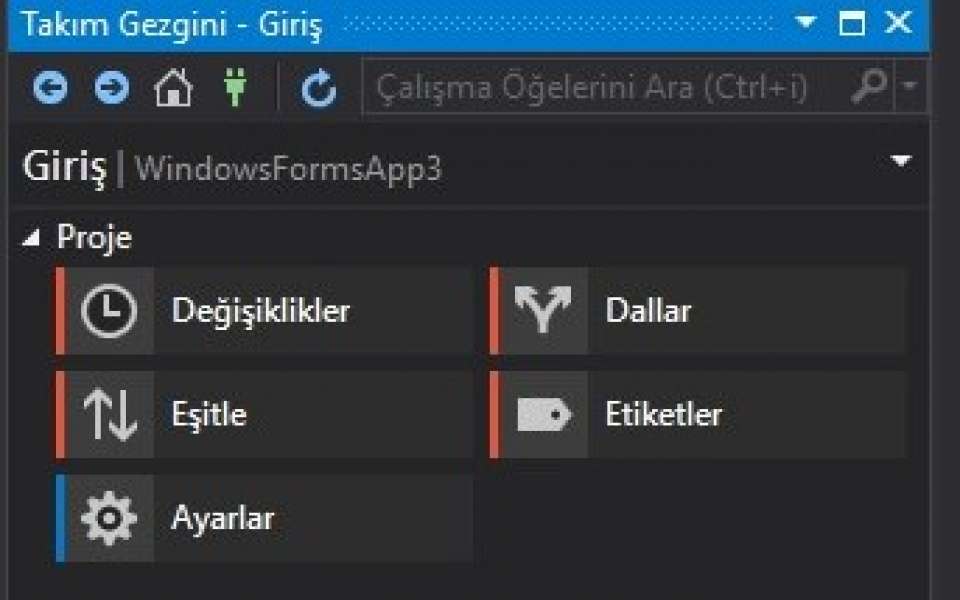 Takım Gezgini - Giriş
Çalışma Öğelerini Ara (Ctrl+i)
Giriş | WindowsFormsApp3
Proje
Değişiklikler
Dallar
Eşitle
Etiketler
Ayarlar